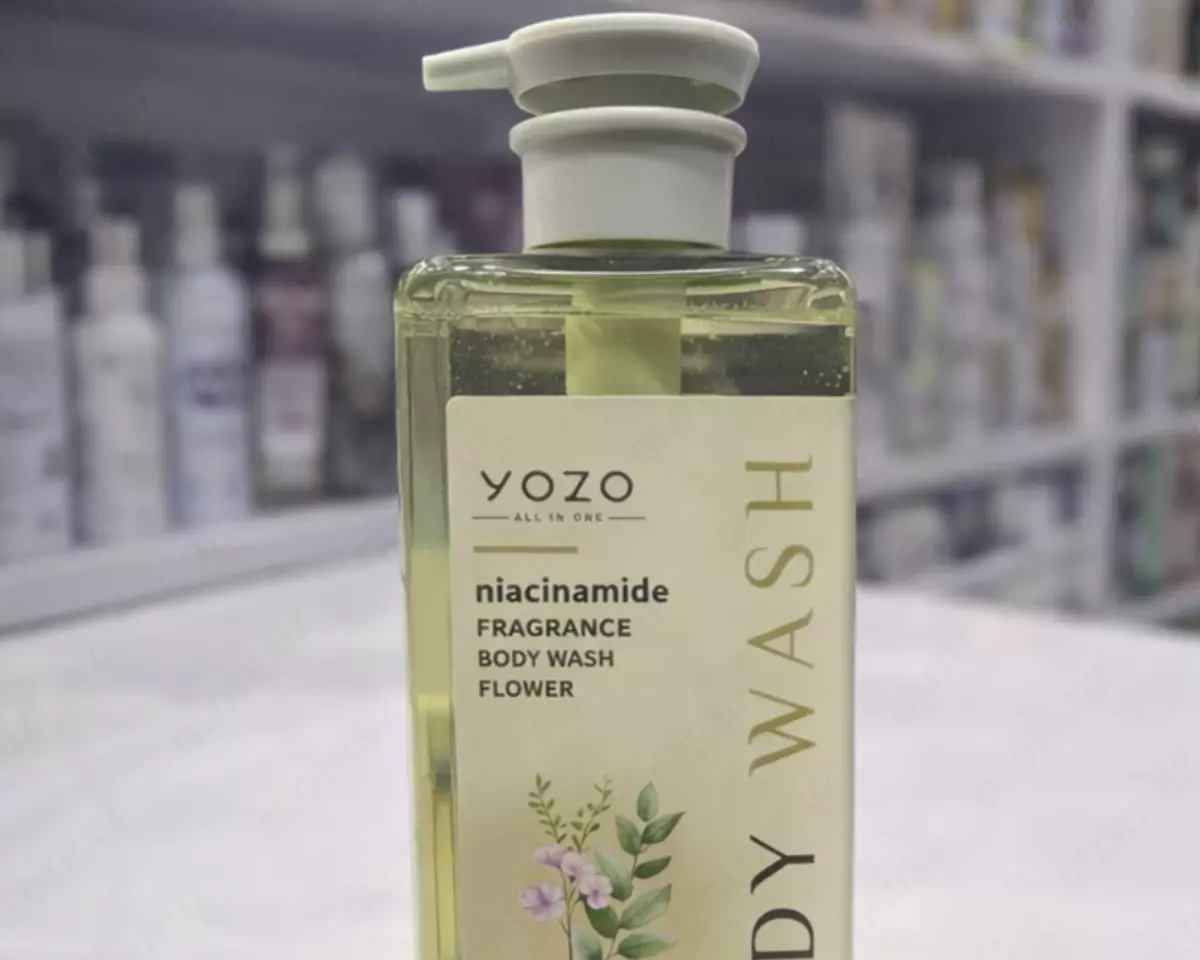 YOZO
ALL IN ONE
niacinamide
FRAGRANCE
BODY WASH
FLOWER
DY WASH